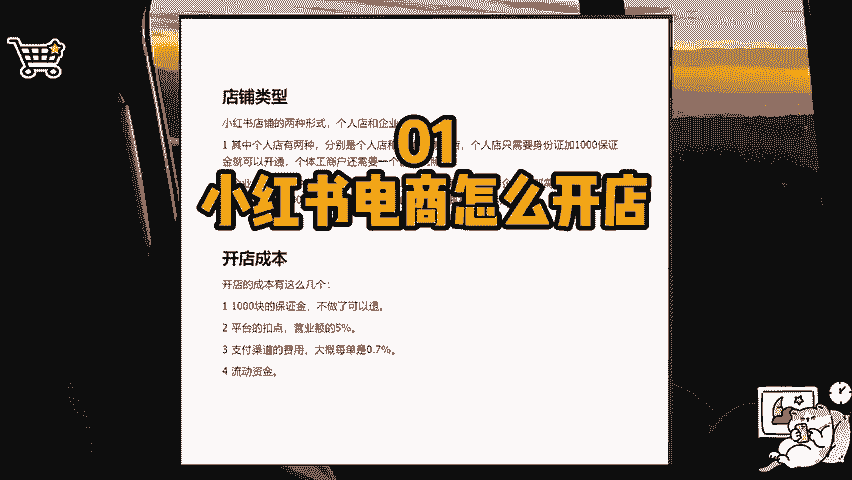 店铺类型
小红书店铺的两种形式，个人店和企业
01
1 其中个人店有两种，分别是个人店和 店，个人店只需要身份证加1000保证
金就可以开通，个体工商户还需要一个
小红书电商怎么开店
开店成本
开店的成本有这么几个：
1 1000块的保证金，不做了可以退。
2 平台的扣点，营业额的5%。
3 支付渠道的费用，大概每单是0.7%。
4 流动资金。